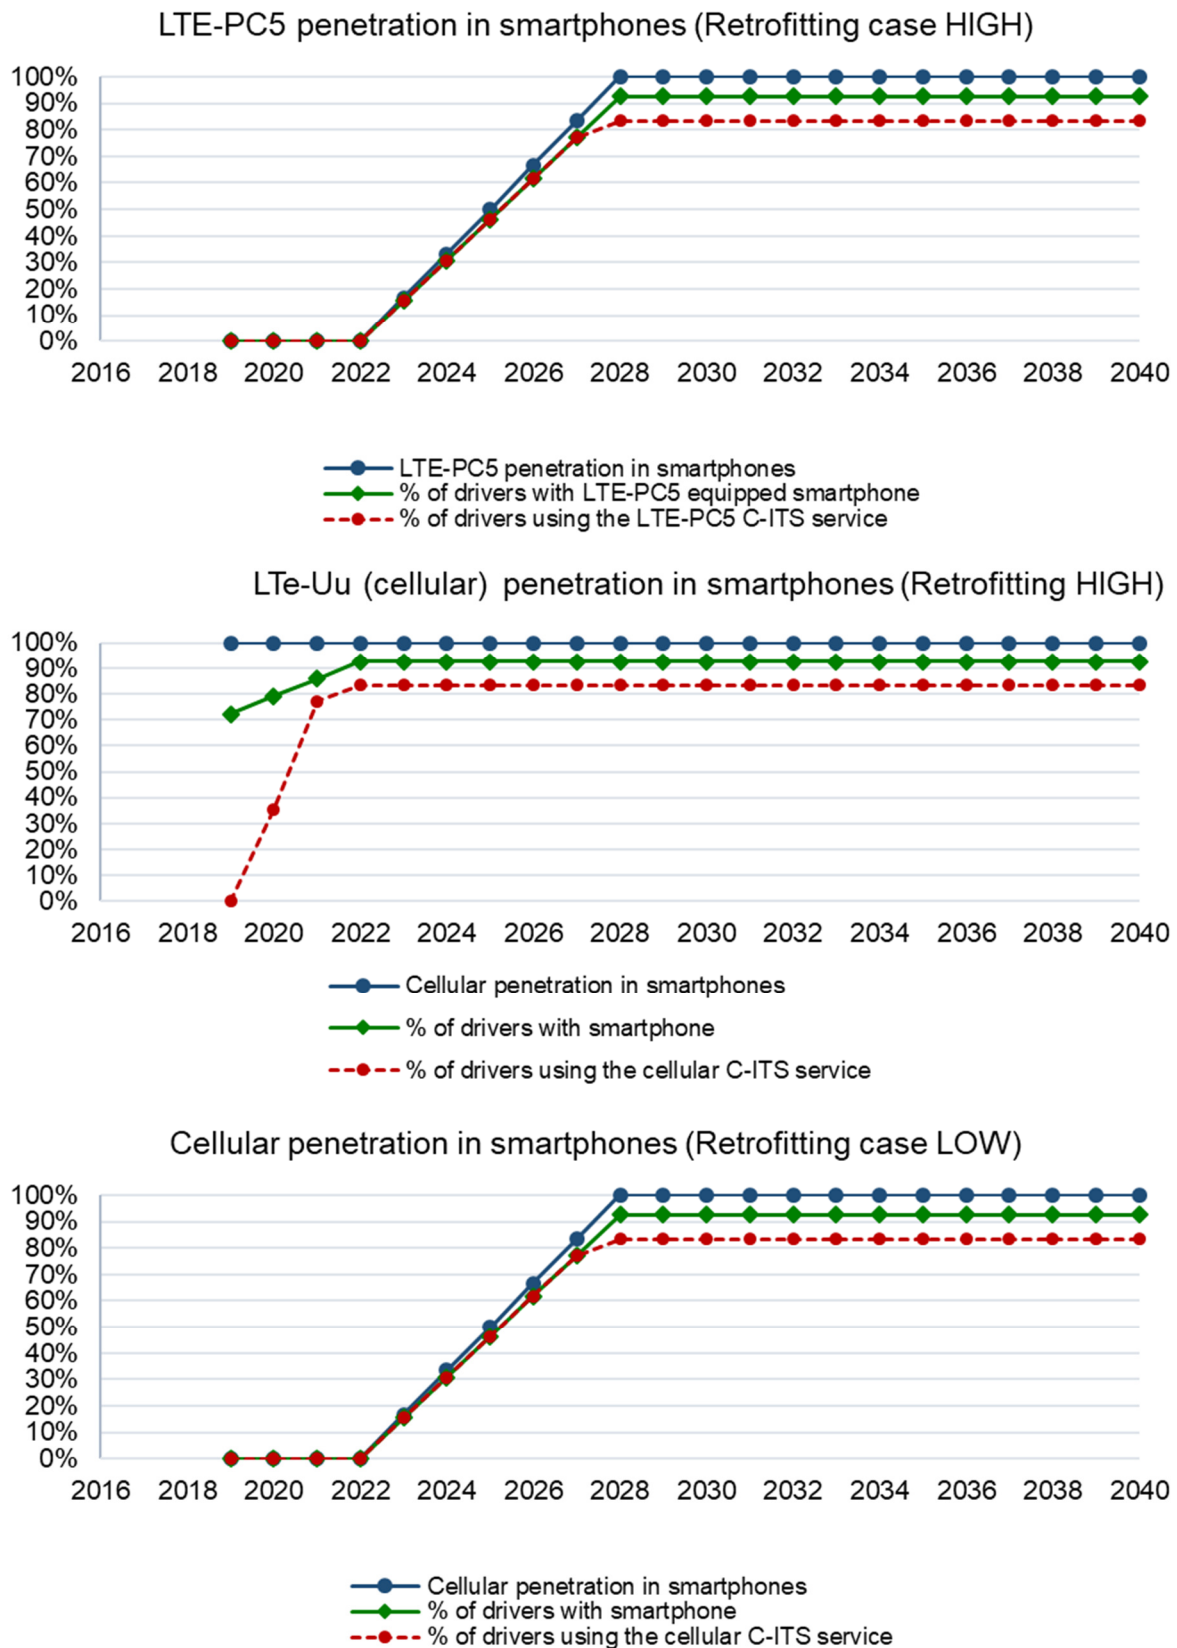 LTE-PC5 penetration in smartphones (Retrofitting case HIGH)
100%
90%
80%
70%
60%
50%
40%
30%
20%
10%
0%
2016 2018 2020 2022 2024 2026 2028 2030 2032 2034 2036 2038 2040
LTE-PC5 penetration in smartphones
% of drivers with LTE-PC5 equipped smartphone
% of drivers using the LTE-PC5 C-ITS service
LTe-Uu (cellular) penetration in smartphones (Retrofitting HIGH)
100%
90%
80%
70%
60%
50%
40%
30%
20%
10%
0%
2016 2018 2020 2022 2024 2026 2028 2030 2032 2034 2036 2038 2040
Cellular penetration in smartphones
% of drivers with smartphone
% of drivers using the cellular C-ITS service
Cellular penetration in smartphones (Retrofitting case LOW)
100%
90%
80%
70%
60%
50%
40%
30%
20%
10%
0%
2016 2018 2020 2022 2024 2026 2028 2030 2032 2034 2036 2038 2040
Cellular penetration in smartphones
% of drivers with smartphone
% of drivers using the cellular C-ITS service